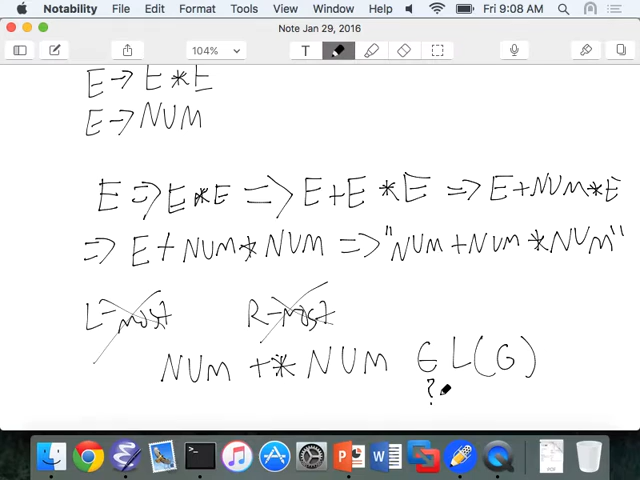 Notability File Edit Format Tools View Window Help Fri 9:08 AM
Note Jan 29, 2016
104% T
E → E * E
E → NUM
E ⇒ E * E ⇒ E + E * E ⇒ E + NUM * E
⇒ E + NUM * NUM ⇒ "NUM + NUM * NUM"
L-most R-most
NUM + * NUM ∈ L(G)
?